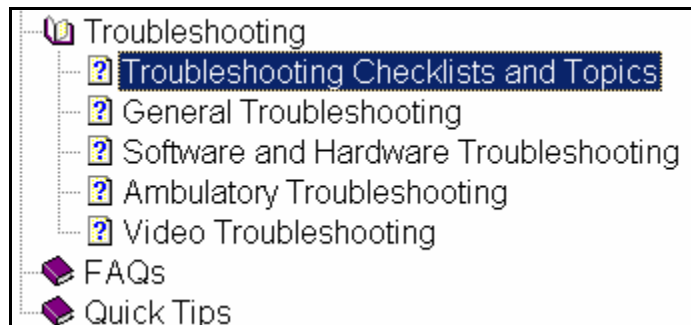 Troubleshooting
Troubleshooting Checklists and Topics
General Troubleshooting
Software and Hardware Troubleshooting
Ambulatory Troubleshooting
Video Troubleshooting
FAQs
Quick Tips